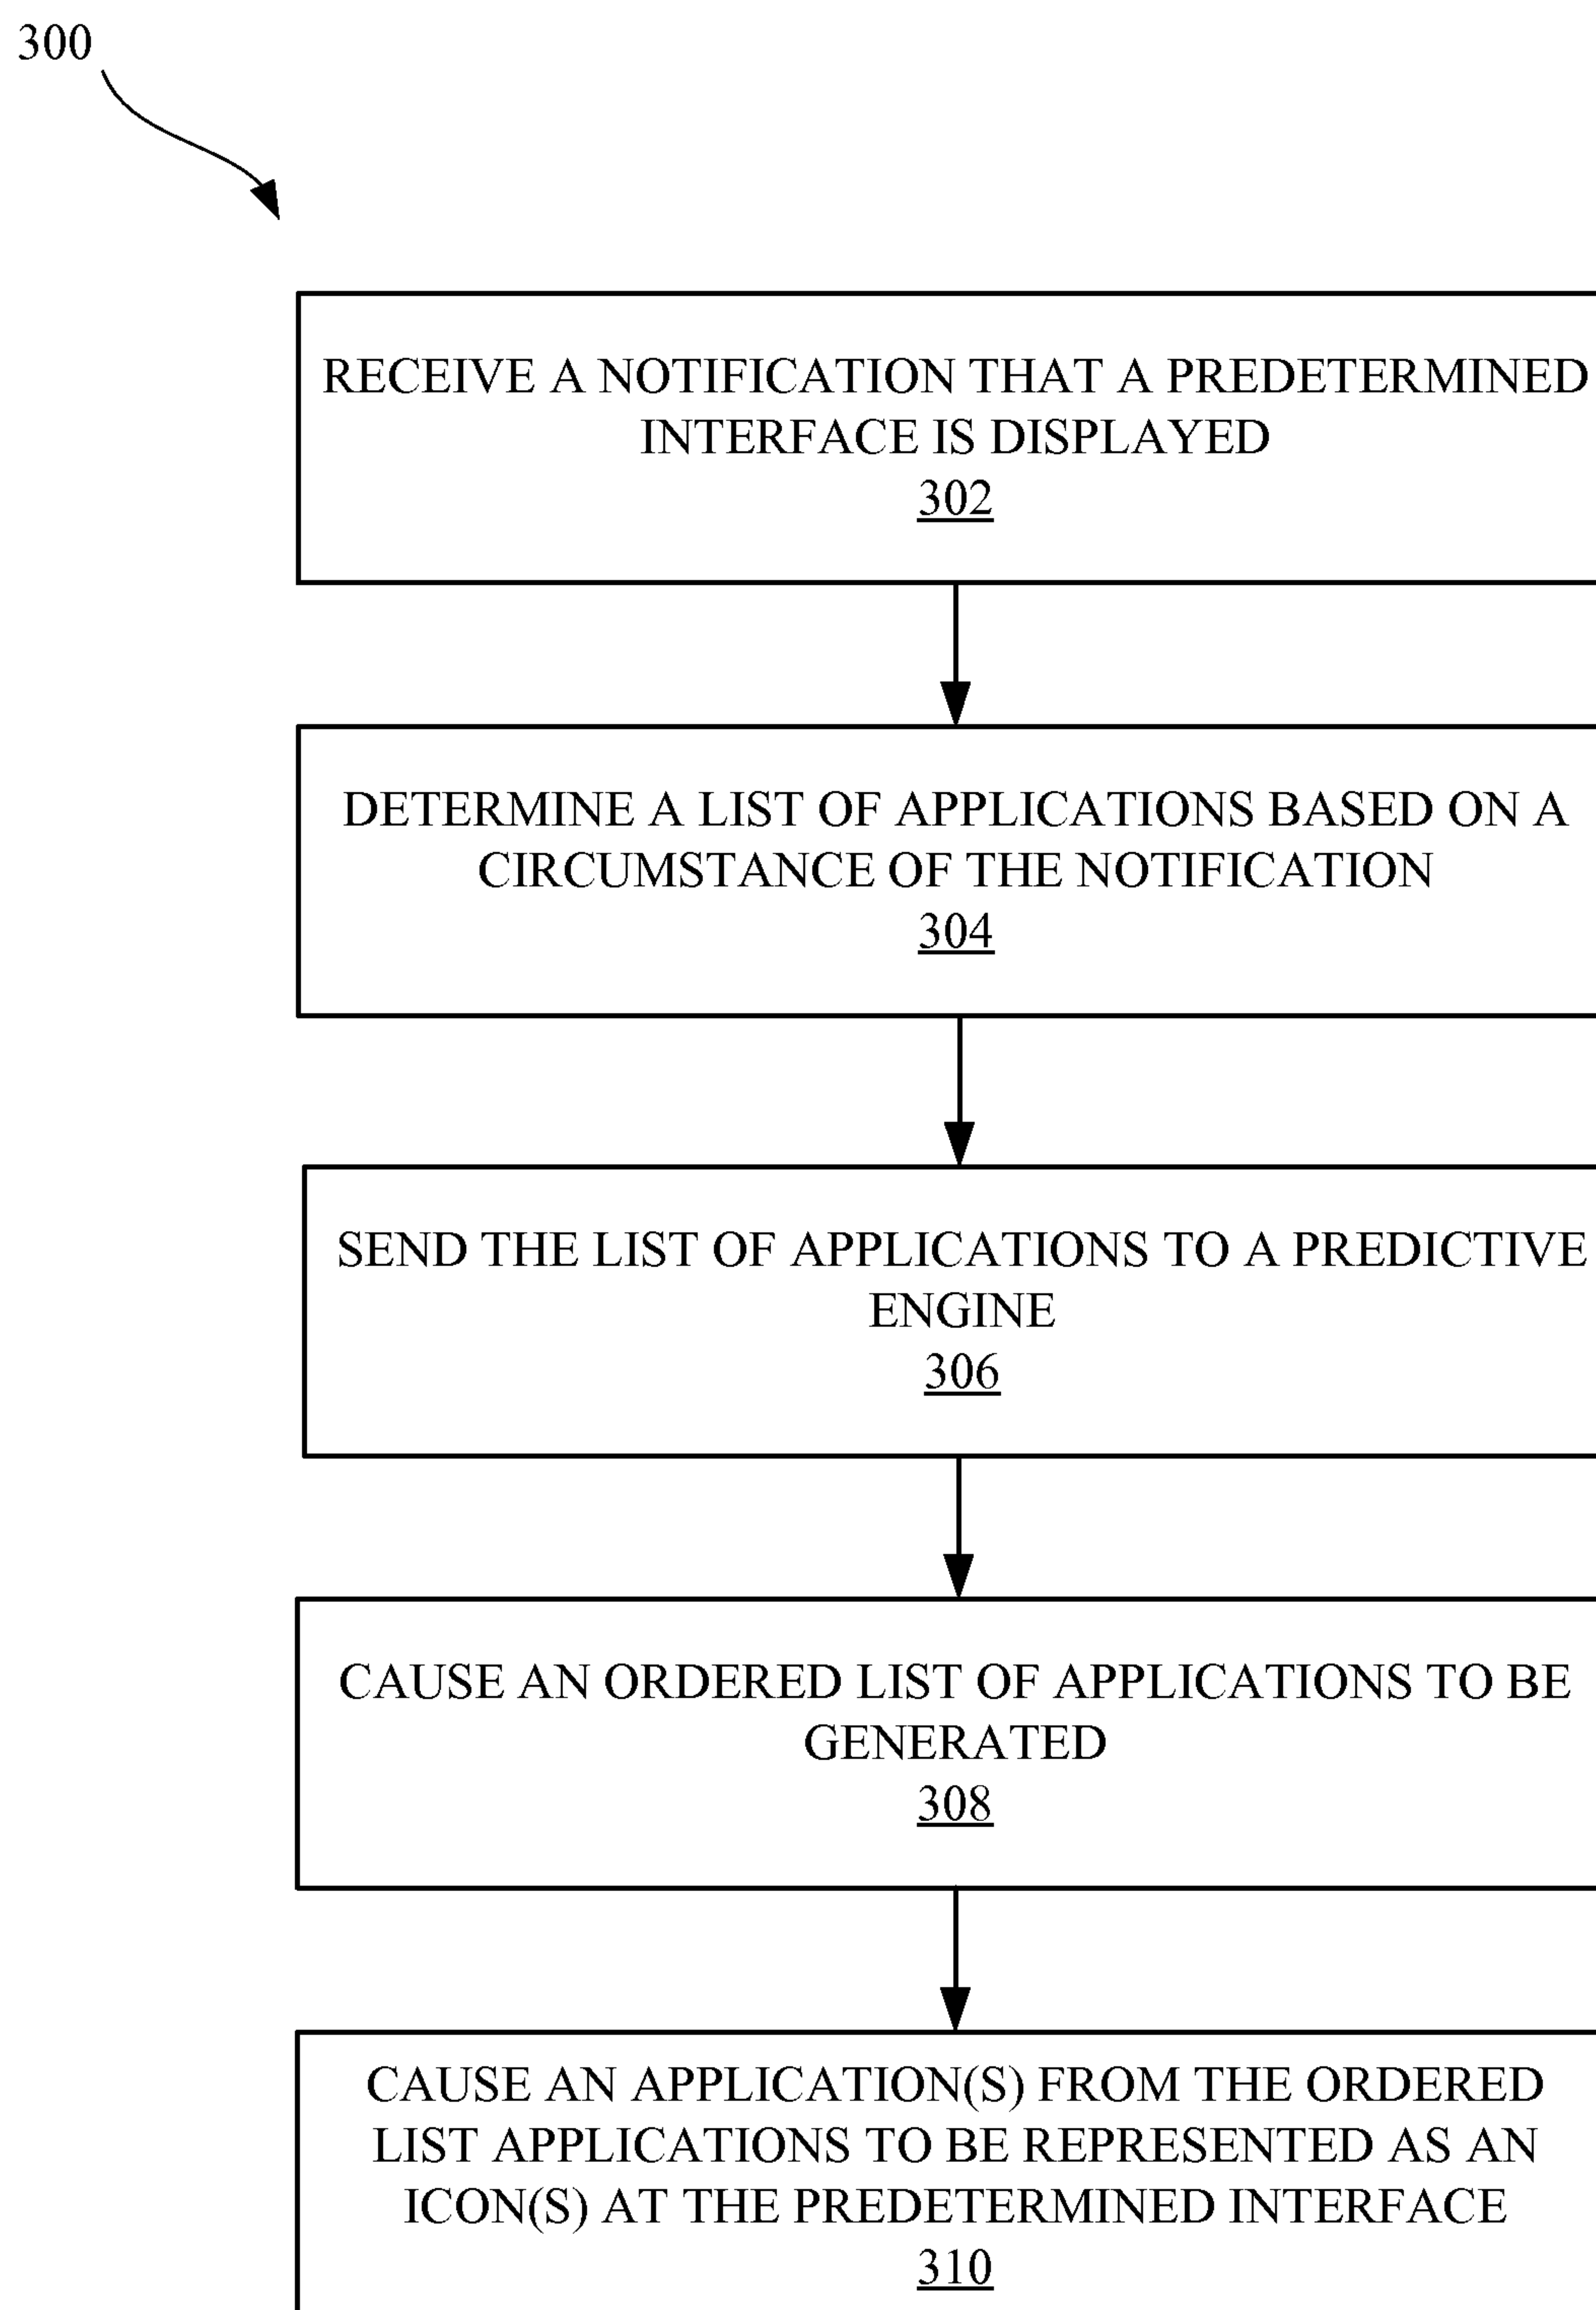 300
RECEIVE A NOTIFICATION THAT A PREDETERMINED
INTERFACE IS DISPLAYED
302
DETERMINE A LIST OF APPLICATIONS BASED ON A
CIRCUMSTANCE OF THE NOTIFICATION
304
SEND THE LIST OF APPLICATIONS TO A PREDICTIVE
ENGINE
306
CAUSE AN ORDERED LIST OF APPLICATIONS TO BE
GENERATED
308
CAUSE AN APPLICATION(S) FROM THE ORDERED
LIST APPLICATIONS TO BE REPRESENTED AS AN
ICON(S) AT THE PREDETERMINED INTERFACE
310